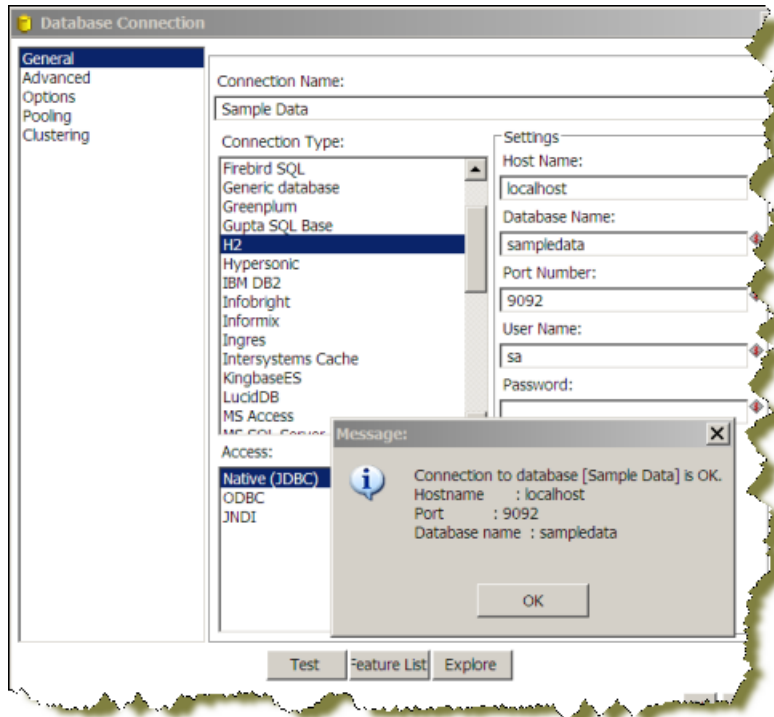 Database Connection
General
Advanced
Options
Pooling
Clustering
Connection Name:
Sample Data
Connection Type:
Firebird SQL
Generic database
Greenplum
Gupta SQL Base
H2
Hypersonic
IBM DB2
Infobright
Informix
Ingres
Intersystems Cache
KingbaseES
LucidDB
MS Access
MS SQL Server
Settings
Host Name:
localhost
Database Name:
sampledata
Port Number:
9092
User Name:
sa
Password:
Access:
Native (JDBC)
ODBC
JNDI
Message:
Connection to database [Sample Data] is OK.
Hostname : localhost
Port : 9092
Database name : sampledata
OK
Test
Feature List
Explore